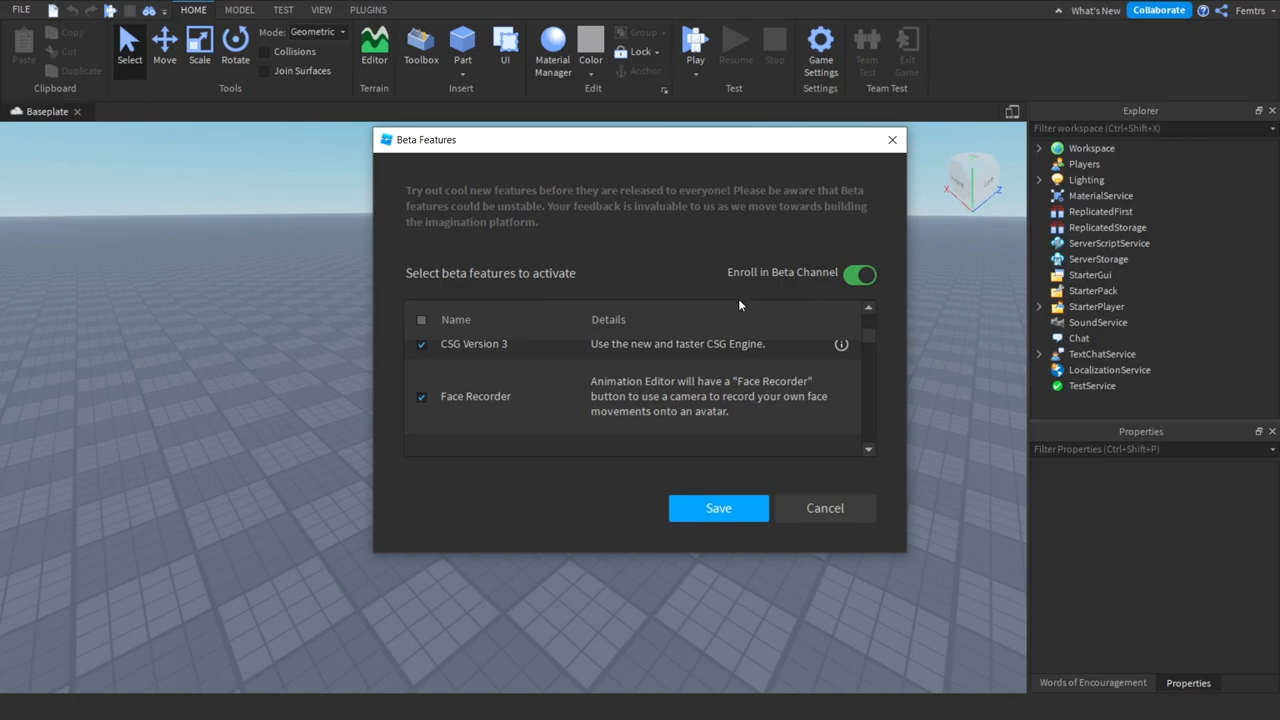 FILE HOME MODEL TEST VIEW PLUGINS What's New Collaborate Femtrs
Paste Copy Cut Duplicate Clipboard
Select Move Scale Rotate Mode: Geometric Collisions Join Surfaces Tools
Editor Terrain
Toolbox Part UI Insert
Material Manager Color Group Lock Anchor Edit
Play Resume Stop Test
Game Settings Settings
Team Test Exit Game Team Test
Baseplate
Beta Features
Try out cool new features before they are released to everyone! Please be aware that Beta
features could be unstable. Your feedback is invaluable to us as we move towards building
the imagination platform.
Select beta features to activate Enroll in Beta Channel
Name Details
CSG Version 3 Use the new and faster CSG Engine.
Face Recorder
Animation Editor will have a "Face Recorder"
button to use a camera to record your own face
movements onto an avatar.
Save Cancel
X Z
Explorer
Filter workspace (Ctrl+Shift+X)
Workspace
Players
Lighting
MaterialService
ReplicatedFirst
ReplicatedStorage
ServerScriptService
ServerStorage
StarterGui
StarterPack
StarterPlayer
SoundService
Chat
TextChatService
LocalizationService
TestService
Properties
Filter Properties (Ctrl+Shift+P)
Words of Encouragement Properties